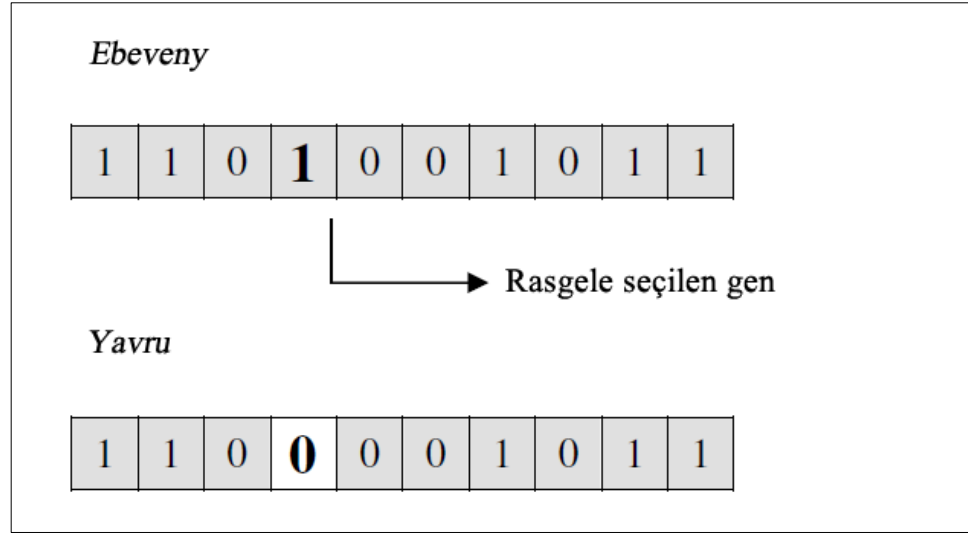 Ebeveny
1 1 0 1 0 0 1 0 1 1
Rasgele seçilen gen
Yavru
1 1 0 0 0 0 1 0 1 1